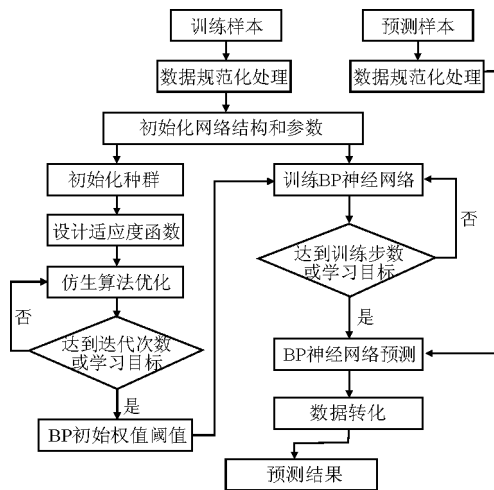 训练样本
预测样本
数据规范化处理
数据规范化处理
初始化网络结构和参数
初始化种群
设计适应度函数
仿生算法优化
否
达到迭代次数
或学习目标
是
BP初始权值阈值
训练BP神经网络
否
达到训练步数
或学习目标
是
BP神经网络预测
数据转化
预测结果